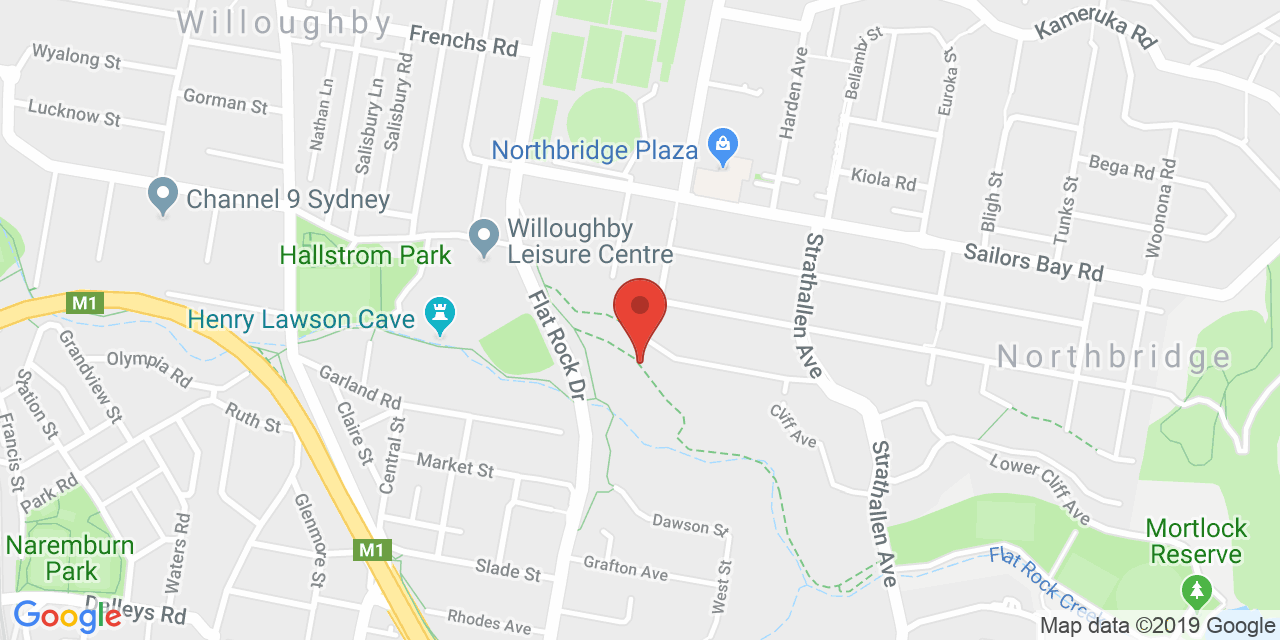 Willoughby
Frenchs Rd
Kameruka Rd
Wyalong St
Gorman St
Lucknow St
Nathan Ln
Salisbury Ln
Salisbury Rd
Harden Ave
Bellambi St
Euroka St
Northbridge Plaza
Kiola Rd
Bega Rd
Bligh St
Tunks St
Woonona Rd
Channel 9 Sydney
Willoughby
Leisure Centre
Hallstrom Park
Strathallen Ave
Sailors Bay Rd
M1
Henry Lawson Cave
Flat Rock Dr
Northbridge
Grandview St
Olympia Rd
Station St
Francis St
Ruth St
Garland Rd
Claire St
Central St
Cliff Ave
Market St
Strathallen Ave
Lower Cliff Ave
Park Rd
Waters Rd
Glenmore St
Dawson St
Mortlock
Reserve
Naremburn
Park
M1
Slade St
Grafton Ave
West St
Flat Rock Creek
Dalleys Rd
Rhodes Ave
Google
Map data ©2019 Google